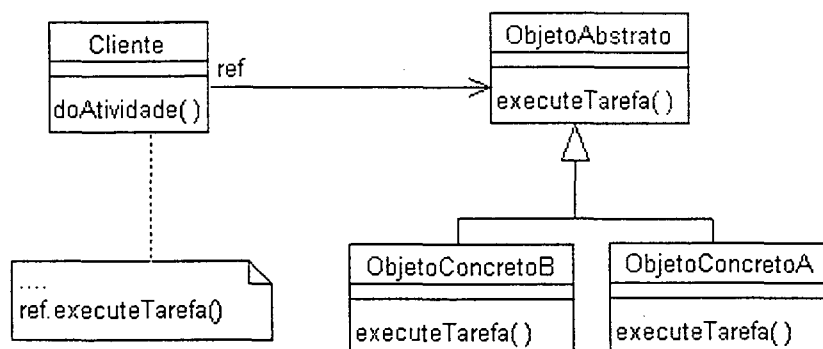 Cliente
doAtividade( )
ref
ObjetoAbstrato
executeTarefa( )
....
ref.executeTarefa()
ObjetoConcretoB
executeTarefa( )
ObjetoConcretoA
executeTarefa( )